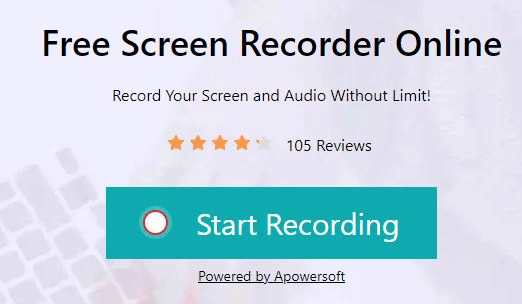 Free Screen Recorder Online
Record Your Screen and Audio Without Limit!
105 Reviews
Start Recording
Powered by Apowersoft